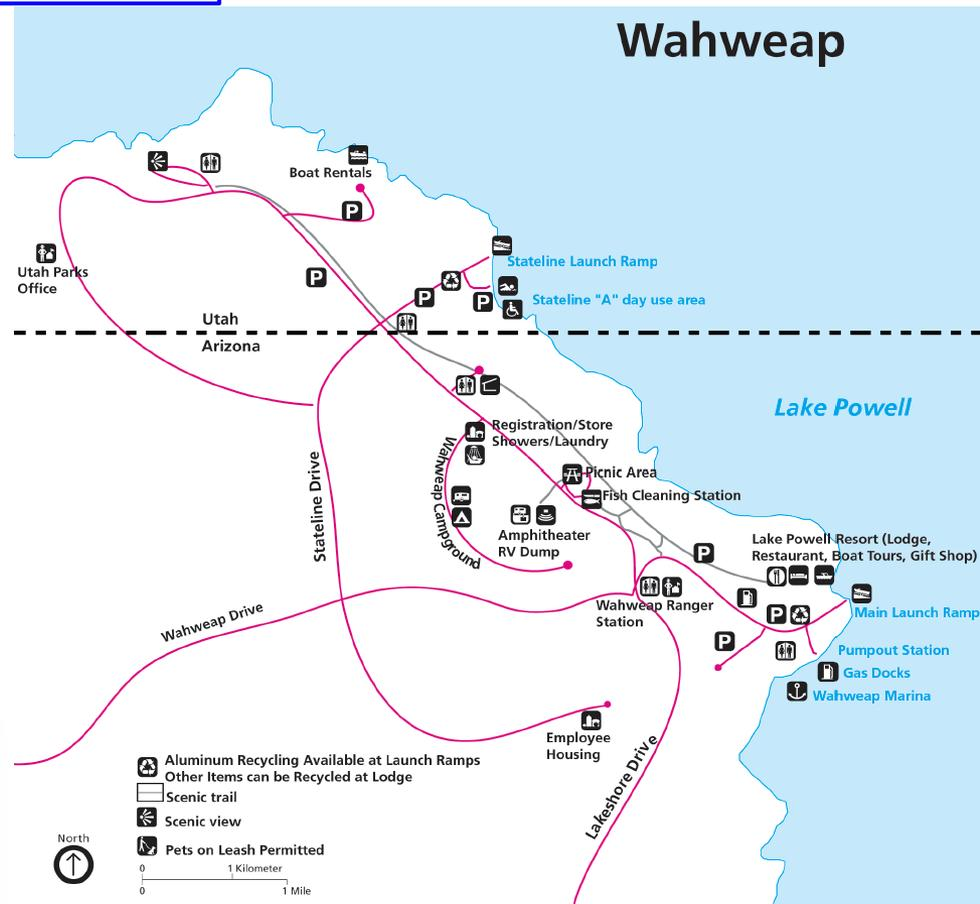 Wahweap
Boat Rentals
P
Utah Parks
Office
P
Stateline Launch Ramp
P
P
Stateline "A" day use area
Utah
Arizona
Lake Powell
Registration/Store
Showers/Laundry
Wahweap Campground
Picnic Area
Fish Cleaning Station
Stateline Drive
Amphitheater
RV Dump
P
Lake Powell Resort (Lodge,
Restaurant, Boat Tours, Gift Shop)
Wahweap Drive
Wahweap Ranger
Station
P
Main Launch Ramp
P
Pumpout Station
Gas Docks
Wahweap Marina
Employee
Housing
Lakeshore Drive
Aluminum Recycling Available at Launch Ramps
Other Items can be Recycled at Lodge
Scenic trail
Scenic view
Pets on Leash Permitted
North
0 1 Kilometer
0 1 Mile